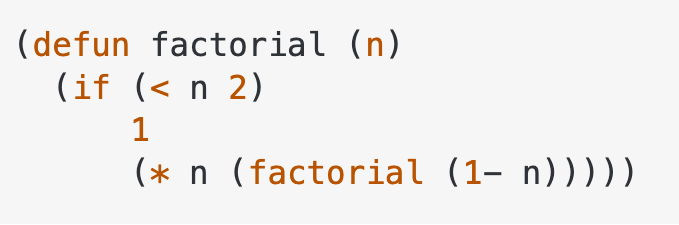 (defun factorial (n)
  (if (< n 2)
      1
      (* n (factorial (1- n)))))